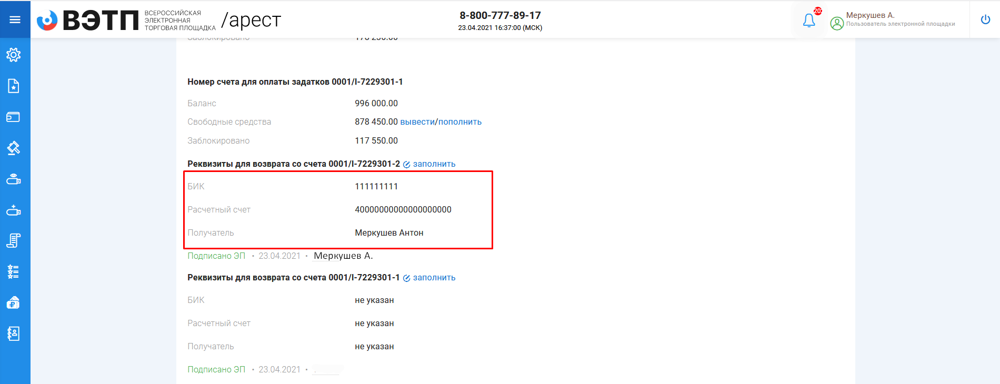 ВЭТП
ВСЕРОССИЙСКАЯ
ЭЛЕКТРОННАЯ
ТОРГОВАЯ ПЛОЩАДКА
/арест
8-800-777-89-17
23.04.2021 16:37:00 (МСК)
20
Меркушев А.
Пользователь электронной площадки
Заблокировано
Номер счета для оплаты задатков 0001/I-7229301-1
Баланс 996 000.00
Свободные средства 878 450.00 вывести/пополнить
Заблокировано 117 550.00
Реквизиты для возврата со счета 0001/I-7229301-2 заполнить
БИК 111111111
Расчетный счет 40000000000000000000
Получатель Меркушев Антон
Подписано ЭП • 23.04.2021 • Меркушев А.
Реквизиты для возврата со счета 0001/I-7229301-1 заполнить
БИК не указан
Расчетный счет не указан
Получатель не указан
Подписано ЭП • 23.04.2021 •